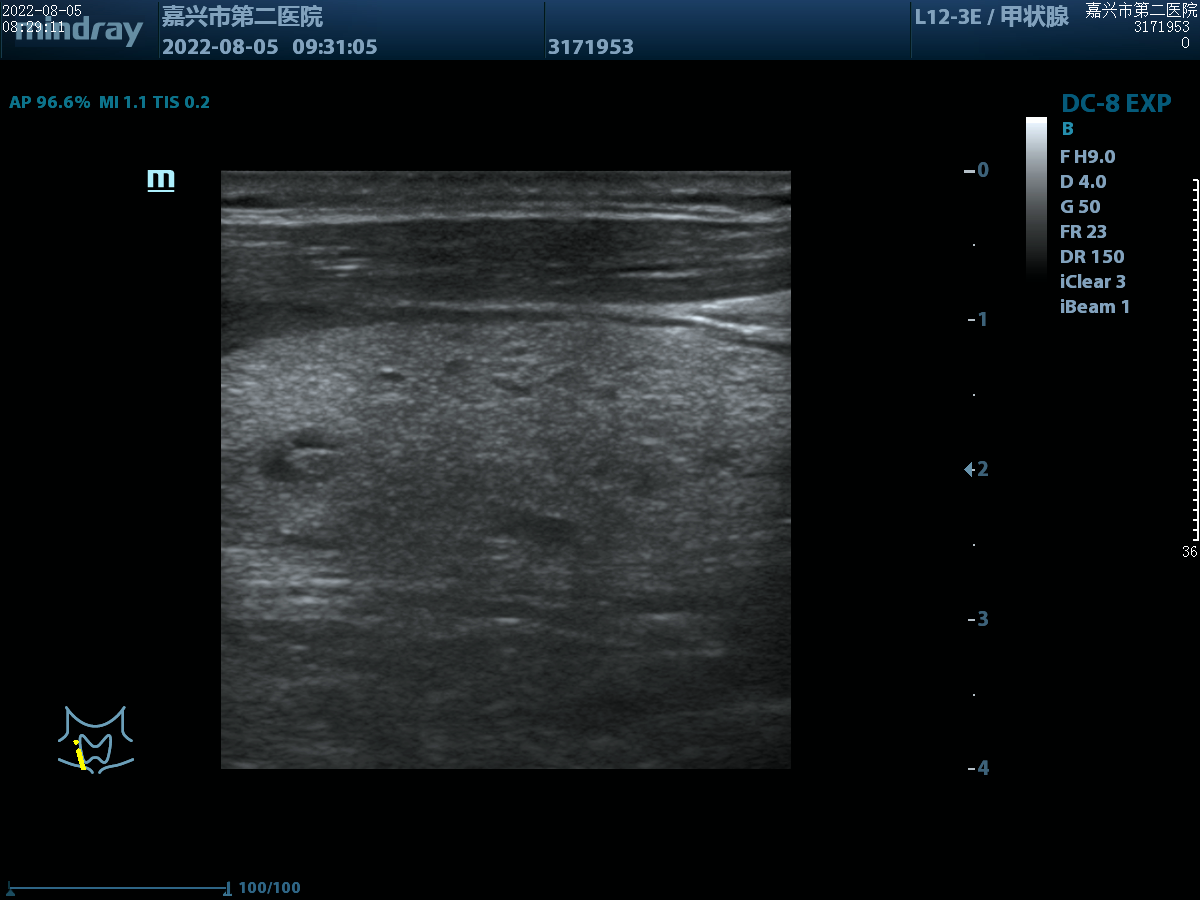 2022-08-05
08:29:11
mindray
嘉兴市第二医院
2022-08-05 09:31:05
3171953
L12-3E / 甲状腺
嘉兴市第二医院
3171953
0
AP 96.6% MI 1.1 TIS 0.2
DC-8 EXP
B
F H9.0
D 4.0
G 50
FR 23
DR 150
iClear 3
iBeam 1
m
0
1
2
3
4
36
100/100